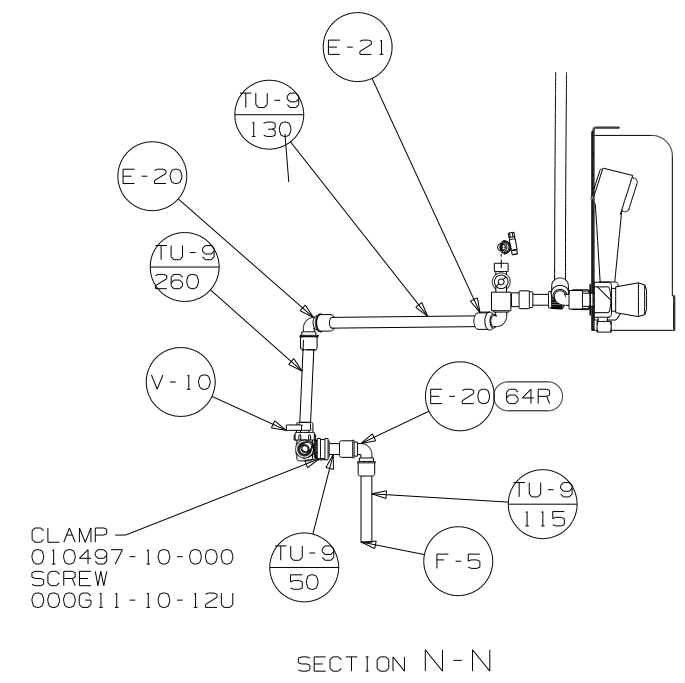 E-21
TU-9
130
E-20
TU-9
260
V-10
E-20 64R
TU-9
115
CLAMP
010497-10-000
SCREW
000G11-10-12U
TU-9
50
F-5
SECTION N-N